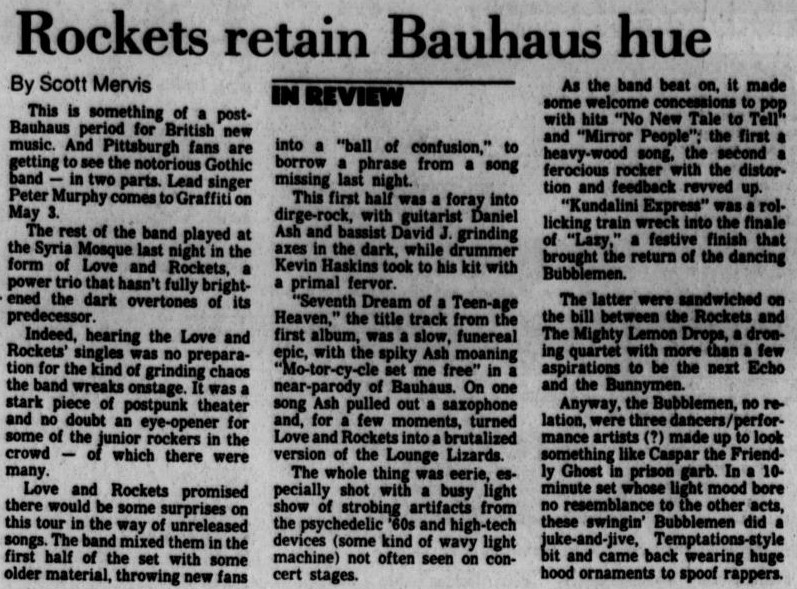 Rockets retain Bauhaus hue
By Scott Mervis
This is something of a post-
Bauhaus period for British new
music. And Pittsburgh fans are
getting to see the notorious Gothic
band — in two parts. Lead singer
Peter Murphy comes to Graffiti on
May 3.
The rest of the band played at
the Syria Mosque last night in the
form of Love and Rockets, a
power trio that hasn't fully bright-
ened the dark overtones of its
predecessor.
Indeed, hearing the Love and
Rockets' singles was no prepara-
tion for the kind of grinding chaos
the band wreaks onstage. It was a
stark piece of postpunk theater
and no doubt an eye-opener for
some of the junior rockers in the
crowd — of which there were
many.
Love and Rockets promised
there would be some surprises on
this tour in the way of unreleased
songs. The band mixed them in the
first half of the set with some
older material, throwing new fans
IN REVIEW
into a "ball of confusion," to
borrow a phrase from a song
missing last night.
This first half was a foray into
dirge-rock, with guitarist Daniel
Ash and bassist David J. grinding
axes in the dark, while drummer
Kevin Haskins took to his kit with
a primal fervor.
"Seventh Dream of a Teen-age
Heaven," the title track from the
first album, was a slow, funereal
epic, with the spiky Ash moaning
"Mo-tor-cy-cle set me free" in a
near-parody of Bauhaus. On one
song Ash pulled out a saxophone
and, for a few moments, turned
Love and Rockets into a brutalized
version of the Lounge Lizards.
The whole thing was eerie, es-
pecially shot with a busy light
show of strobing artifacts from
the psychedelic '60s and high-tech
devices (some kind of wavy light
machine) not often seen on con-
cert stages.
As the band beat on, it made
some welcome concessions to pop
with hits "No New Tale to Tell"
and "Mirror People"; the first a
heavy-wood song, the second a
ferocious rocker with the distor-
tion and feedback revved up.
"Kundalini Express" was a rol-
licking train wreck into the finale
of "Lazy," a festive finish that
brought the return of the dancing
Bubblemen.
The latter were sandwiched on
the bill between the Rockets and
The Mighty Lemon Drops, a dron-
ing quartet with more than a few
aspirations to be the next Echo
and the Bunnymen.
Anyway, the Bubblemen, no re-
lation, were three dancers/perfor-
mance artists (?) made up to look
something like Caspar the Friend-
ly Ghost in prison garb. In a 10-
minute set whose light mood bore
no resemblance to the other acts,
these swingin' Bubblemen did a
juke-and-jive, Temptations-style
bit and came back wearing huge
hood ornaments to spoof rappers.